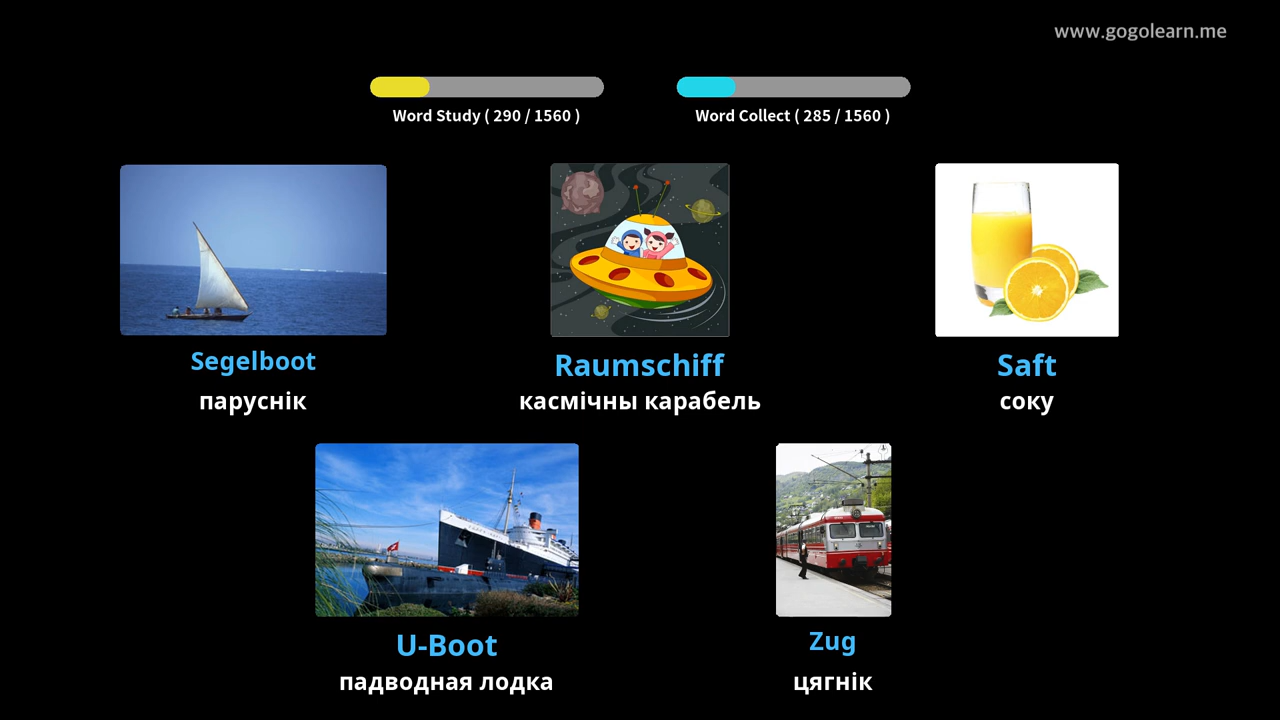 www.gogolearn.me
Word Study ( 290 / 1560 )
Word Collect ( 285 / 1560 )
Segelboot
паруснік
Raumschiff
касмічны карабель
Saft
соку
U-Boot
падводная лодка
Zug
цягнік